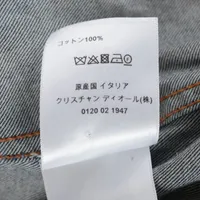 コットン100%
原産国 イタリア
クリスチャン ディオール(株)
0120 02 1947